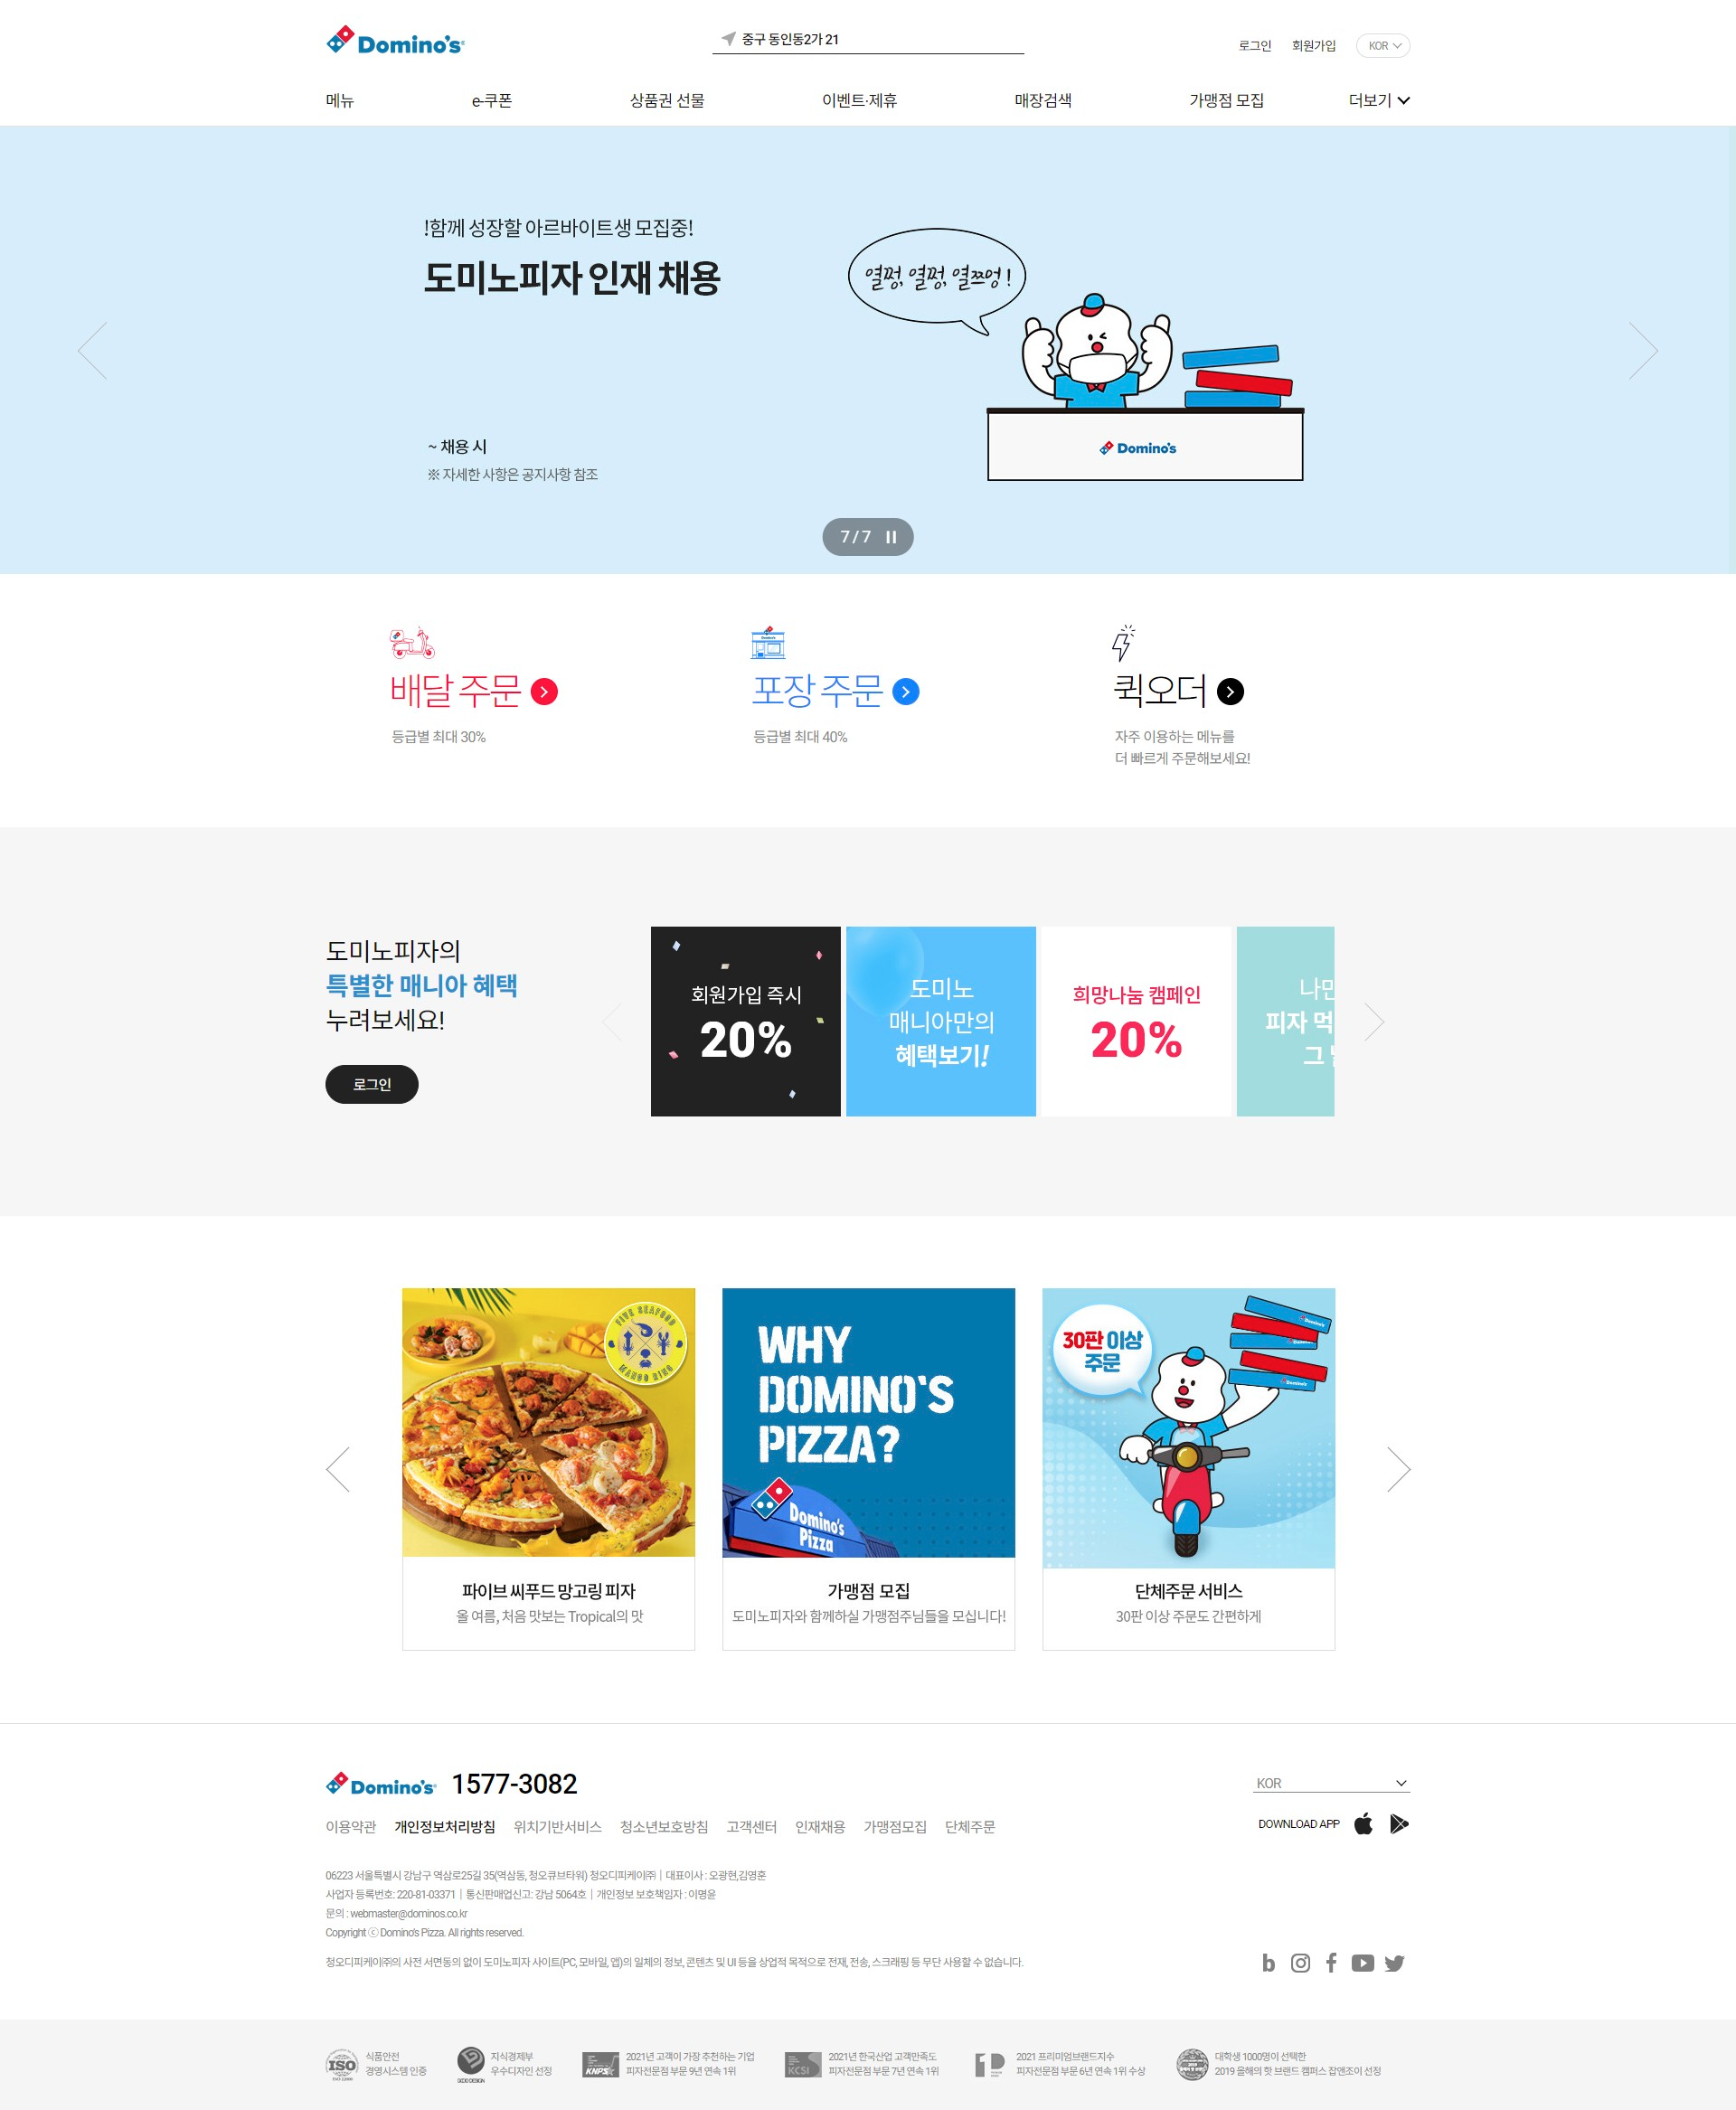 Domino's
중구 동인동2가 21
로그인 회원가입 KOR
메뉴 e-쿠폰 상품권 선물 이벤트·제휴 매장검색 가맹점 모집 더보기
!함께 성장할 아르바이트생 모집중!
도미노피자 인재 채용
열쩡, 열쩡, 열쯔엉!
Domino's
~ 채용 시
※ 자세한 사항은 공지사항 참조
7 / 7
배달 주문
등급별 최대 30%
포장 주문
등급별 최대 40%
퀵오더
자주 이용하는 메뉴를
더 빠르게 주문해보세요!
도미노피자의
특별한 매니아 혜택
누려보세요!
로그인
회원가입 즉시
20%
도미노
매니아만의
혜택보기!
희망나눔 캠페인
20%
나만
피자 먹
그
FIVE SEAFOOD
MANGO RING
파이브 씨푸드 망고링 피자
올 여름, 처음 맛보는 Tropical의 맛
WHY
DOMINO'S
PIZZA?
Domino's
Pizza
가맹점 모집
도미노피자와 함께하실 가맹점주님들을 모십니다!
30판 이상
주문
Domino's
Domino's
단체주문 서비스
30판 이상 주문도 간편하게
Domino's 1577-3082
KOR
이용약관 개인정보처리방침 위치기반서비스 청소년보호방침 고객센터 인재채용 가맹점모집 단체주문
DOWNLOAD APP
06223 서울특별시 강남구 역삼로25길 35(역삼동, 청오큐브타워) 청오디피케이㈜ | 대표이사 : 오광현,김영훈
사업자 등록번호: 220-81-03371 | 통신판매업신고: 강남 5064호 | 개인정보 보호책임자 : 이명윤
문의 : webmaster@dominos.co.kr
Copyright ⓒ Domino's Pizza. All rights reserved.
청오디피케이㈜의 사전 서면동의 없이 도미노피자 사이트(PC, 모바일, 앱)의 일체의 정보, 콘텐츠 및 UI 등을 상업적 목적으로 전재, 전송, 스크래핑 등 무단 사용할 수 없습니다.
ISO
식품안전
경영시스템 인증
GOOD DESIGN
지식경제부
우수디자인 선정
KNPS
2021년 고객이 가장 추천하는 기업
피자전문점 부문 9년 연속 1위
KCSI
2021년 한국산업 고객만족도
피자전문점 부문 7년 연속 1위
2021 프리미엄브랜드지수
피자전문점 부문 6년 연속 1위 수상
대학생 1000명이 선택한
2019 올해의 핫 브랜드 캠퍼스 잡앤조이 선정